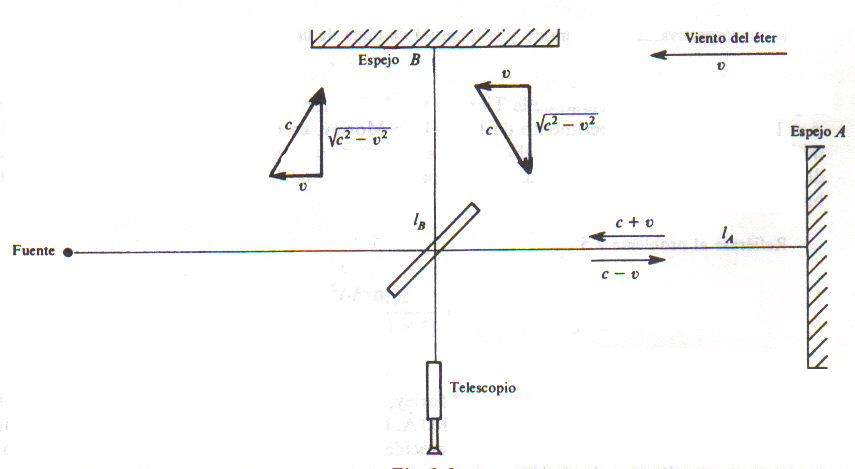 Viento del éter
v
Espejo B
v
c
√c² − v²
c
√c² − v²
v
Espejo A
l_B
c + v
l_A
Fuente
c − v
Telescopio